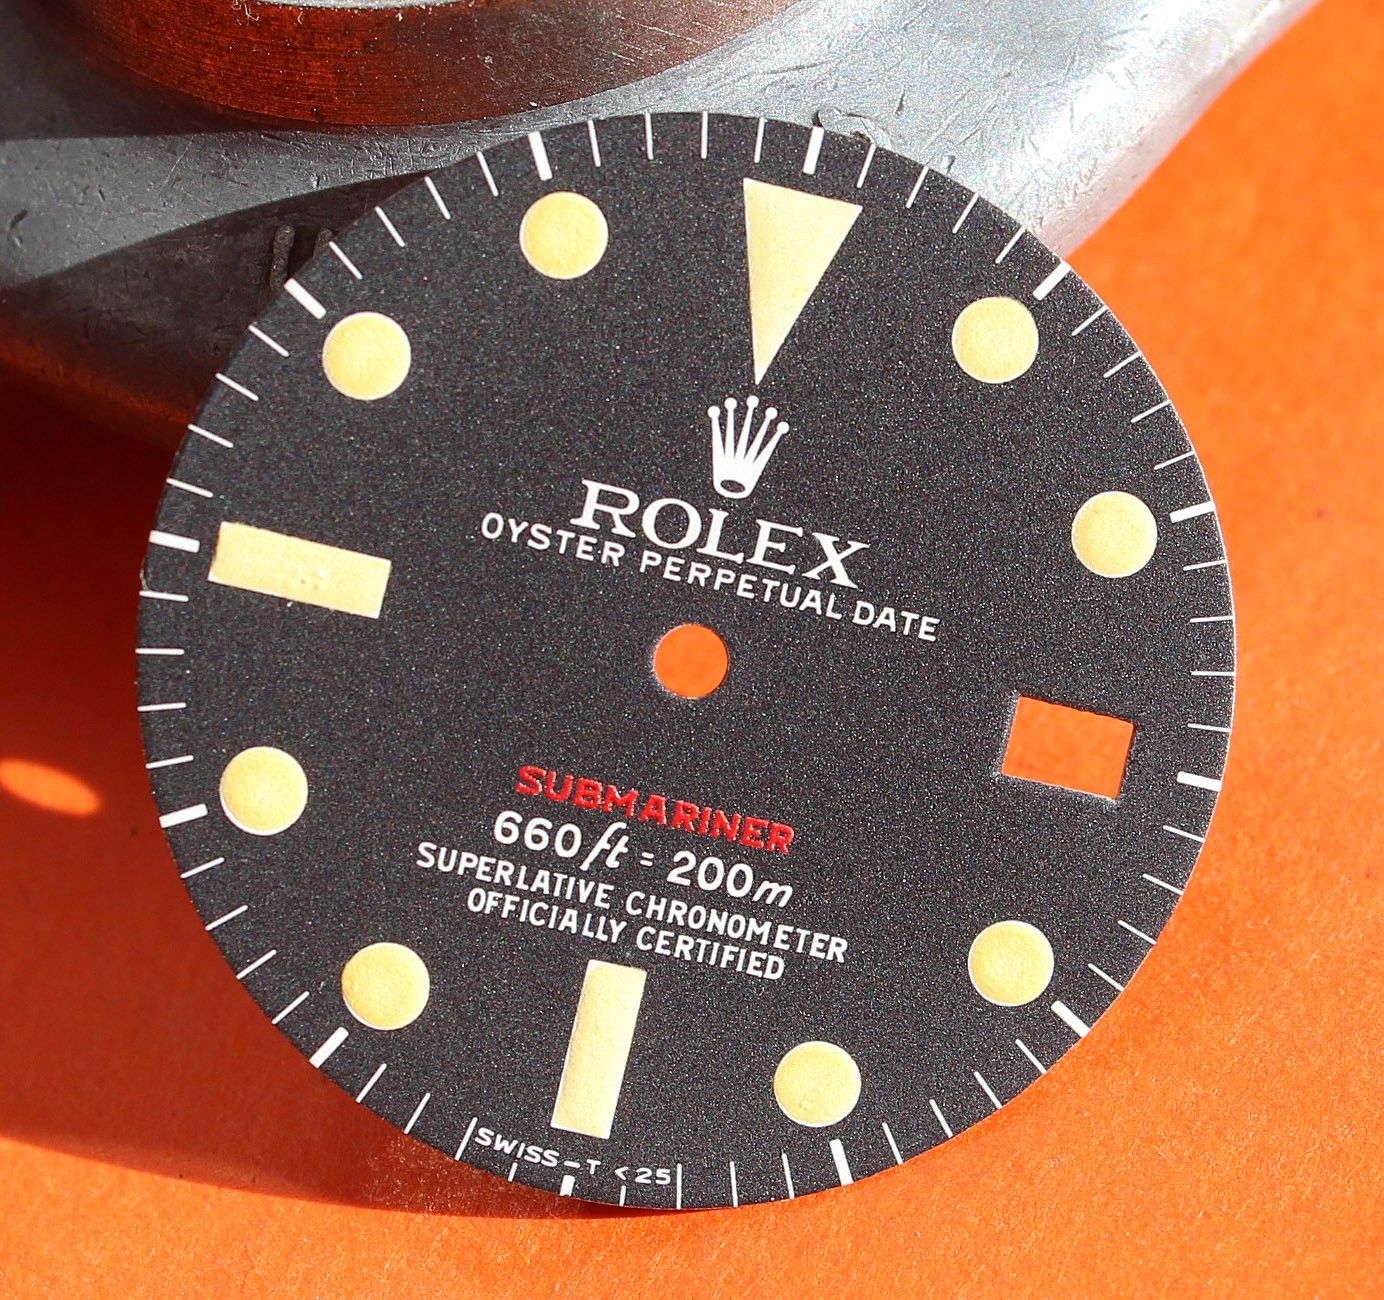 ROLEX
OYSTER PERPETUAL DATE
SUBMARINER
660ft = 200m
SUPERLATIVE CHRONOMETER
OFFICIALLY CERTIFIED
SWISS-T <25